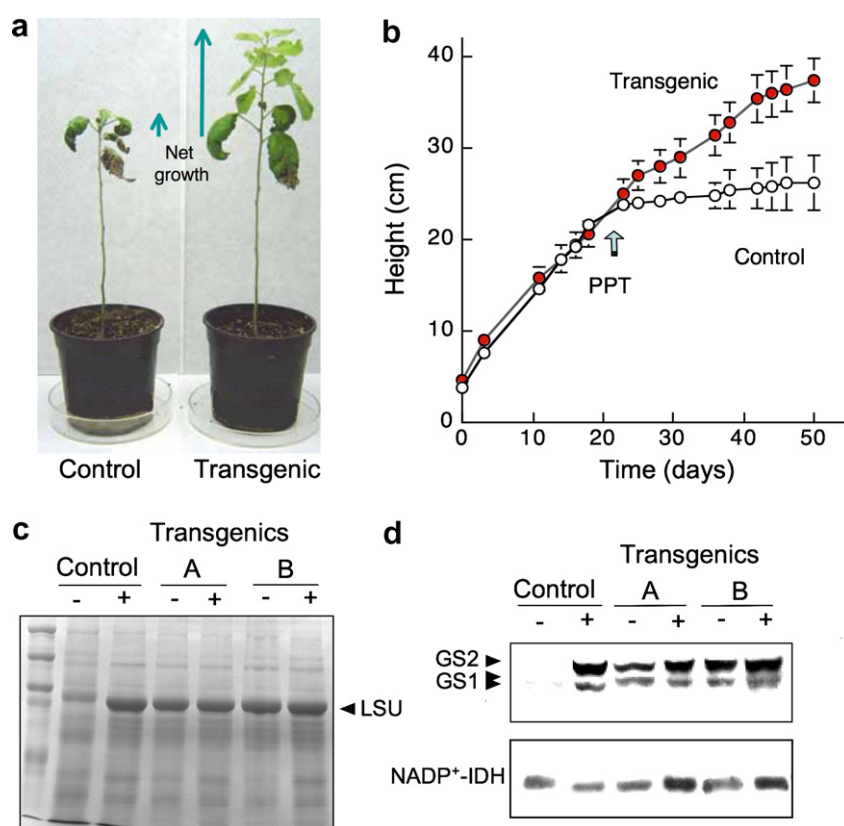 a
Net
growth
Control Transgenic
b
Height (cm)
40
30
20
10
0
Transgenic
Control
PPT
0 10 20 30 40 50
Time (days)
c
Transgenics
Control A B
- + - + - +
LSU
d
Transgenics
Control A B
- + - + - +
GS2
GS1
NADP+-IDH